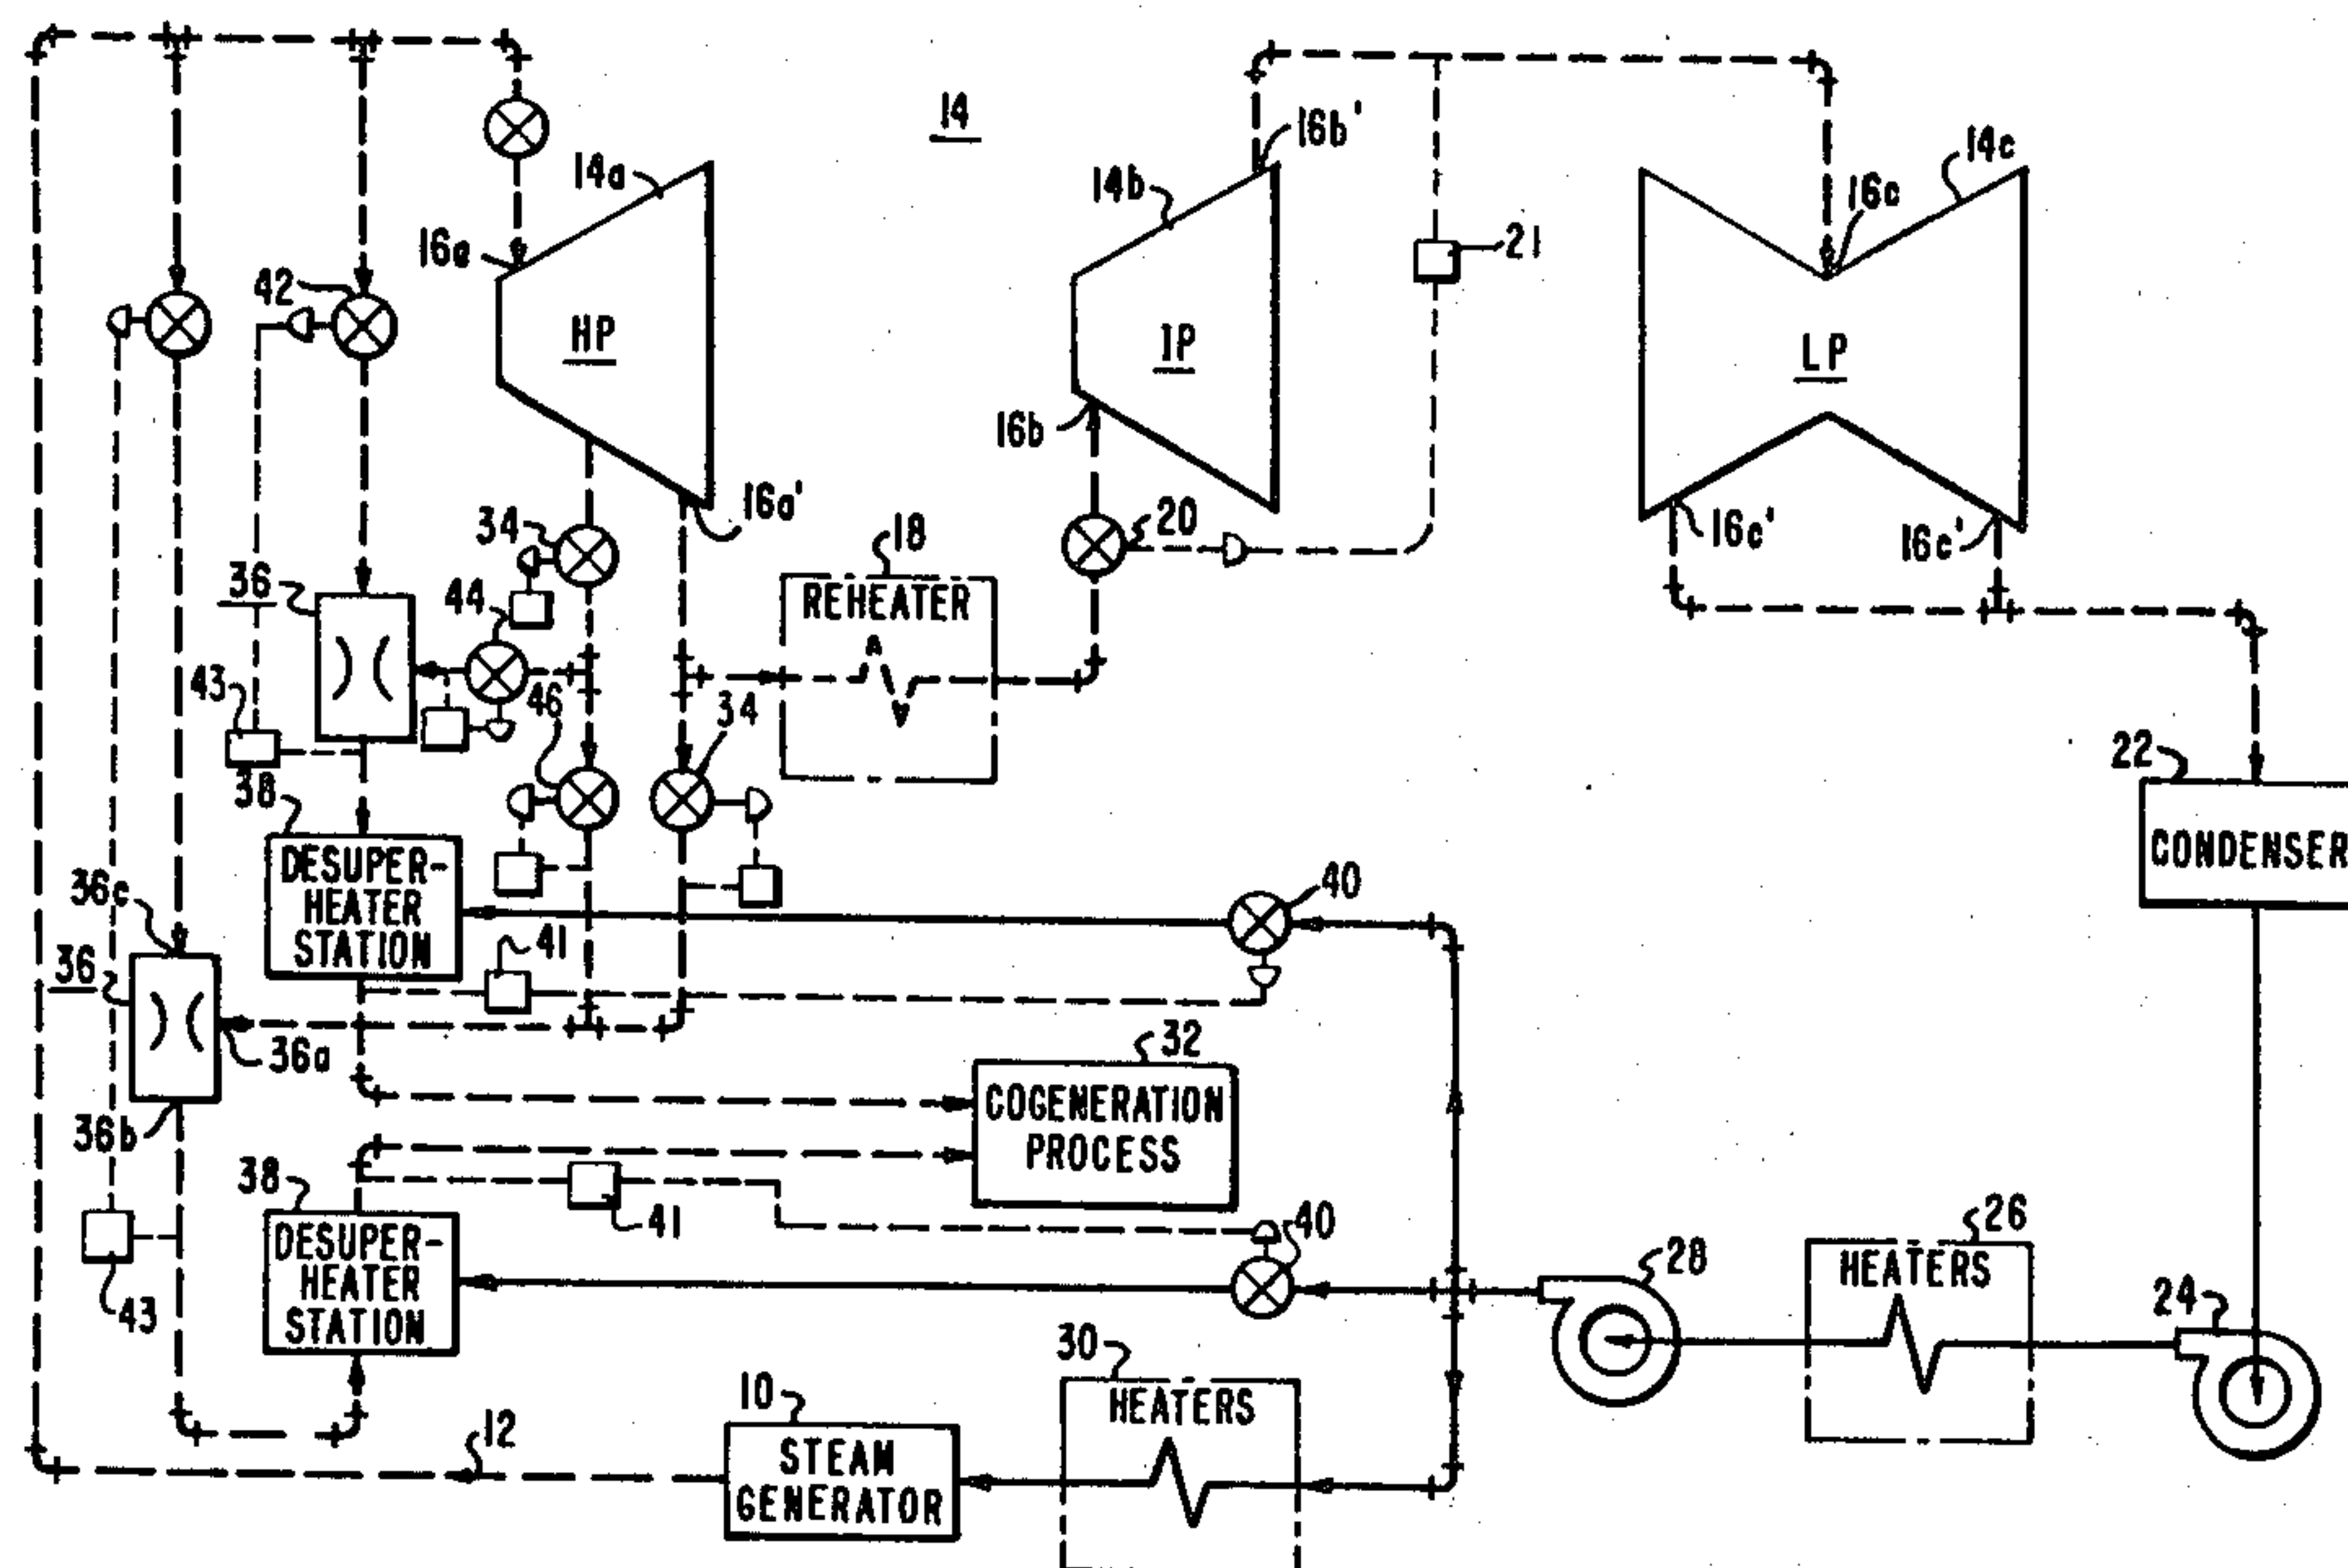 14
16b'
14a
14b
14c
16c
16a
21
42
HP
IP
LP
16b
16a'
34
20
18
16c'
16c'
36
44
REHEATER
43
46
34
22
38
CONDENSER
DESUPER-
HEATER
STATION
40
36c
41
36
36a
32
COGENERATION
PROCESS
36b
38
41
40
DESUPER-
HEATER
STATION
28
26
HEATERS
43
24
30
HEATERS
10
12
STEAM
GENERATOR